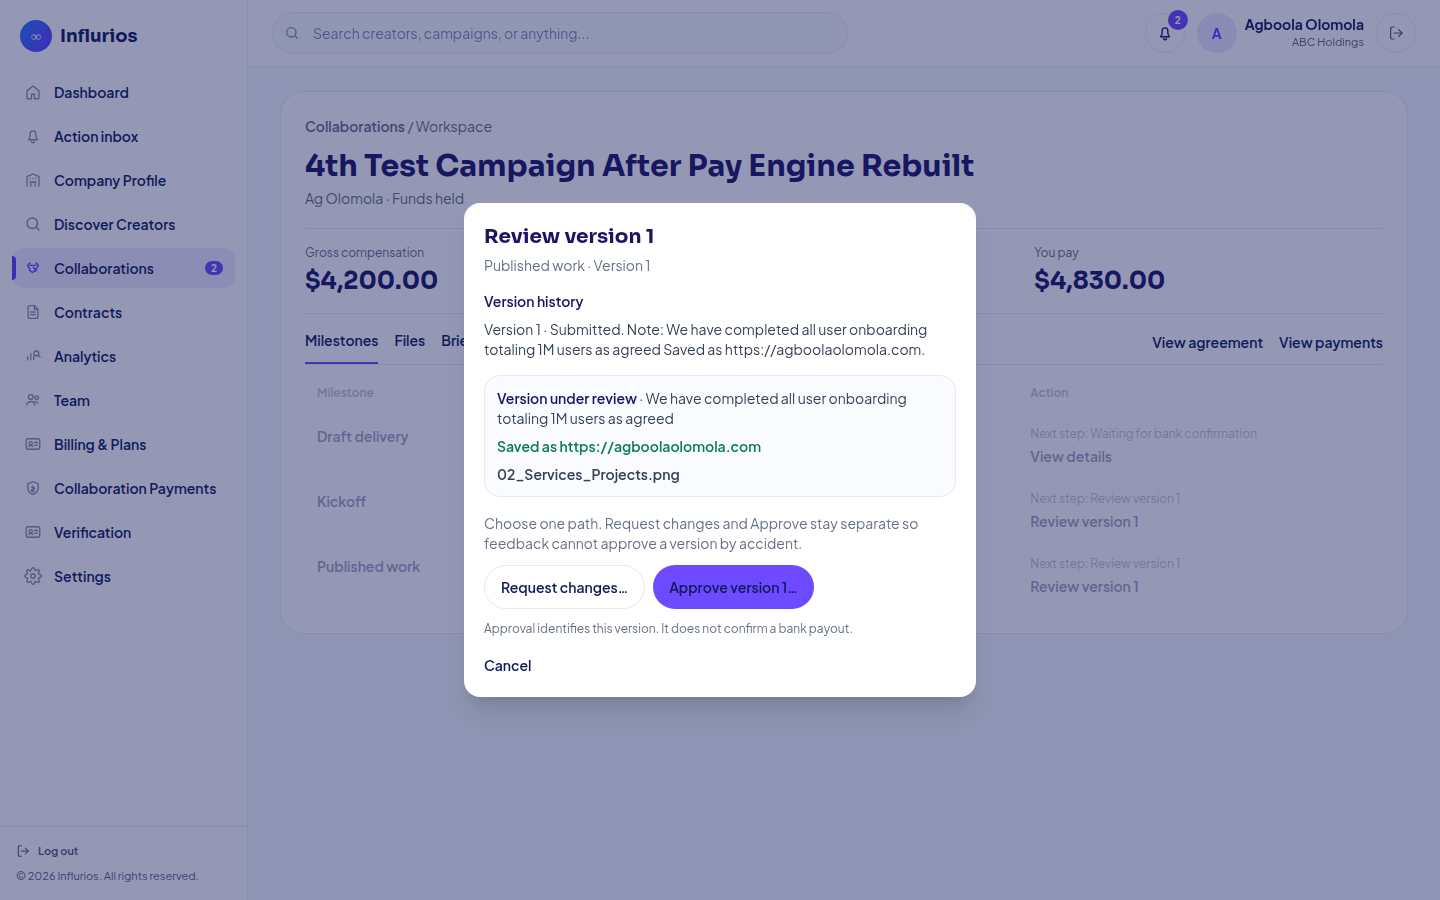 Influrios
Search creators, campaigns, or anything...
2
A
Agboola Olomola
ABC Holdings
Dashboard
Action inbox
Company Profile
Discover Creators
Collaborations
2
Contracts
Analytics
Team
Billing & Plans
Collaboration Payments
Verification
Settings
Log out
© 2026 Influrios. All rights reserved.
Collaborations / Workspace
4th Test Campaign After Pay Engine Rebuilt
Ag Olomola · Funds held
Gross compensation
$4,200.00
You pay
$4,830.00
Milestones
Files
Brie
View agreement
View payments
Milestone
Action
Draft delivery
Next step: Waiting for bank confirmation
View details
Kickoff
Next step: Review version 1
Review version 1
Published work
Next step: Review version 1
Review version 1
Review version 1
Published work · Version 1
Version history
Version 1 · Submitted. Note: We have completed all user onboarding
totaling 1M users as agreed Saved as https://agboolaolomola.com.
Version under review · We have completed all user onboarding
totaling 1M users as agreed
Saved as https://agboolaolomola.com
02_Services_Projects.png
Choose one path. Request changes and Approve stay separate so
feedback cannot approve a version by accident.
Request changes…
Approve version 1…
Approval identifies this version. It does not confirm a bank payout.
Cancel